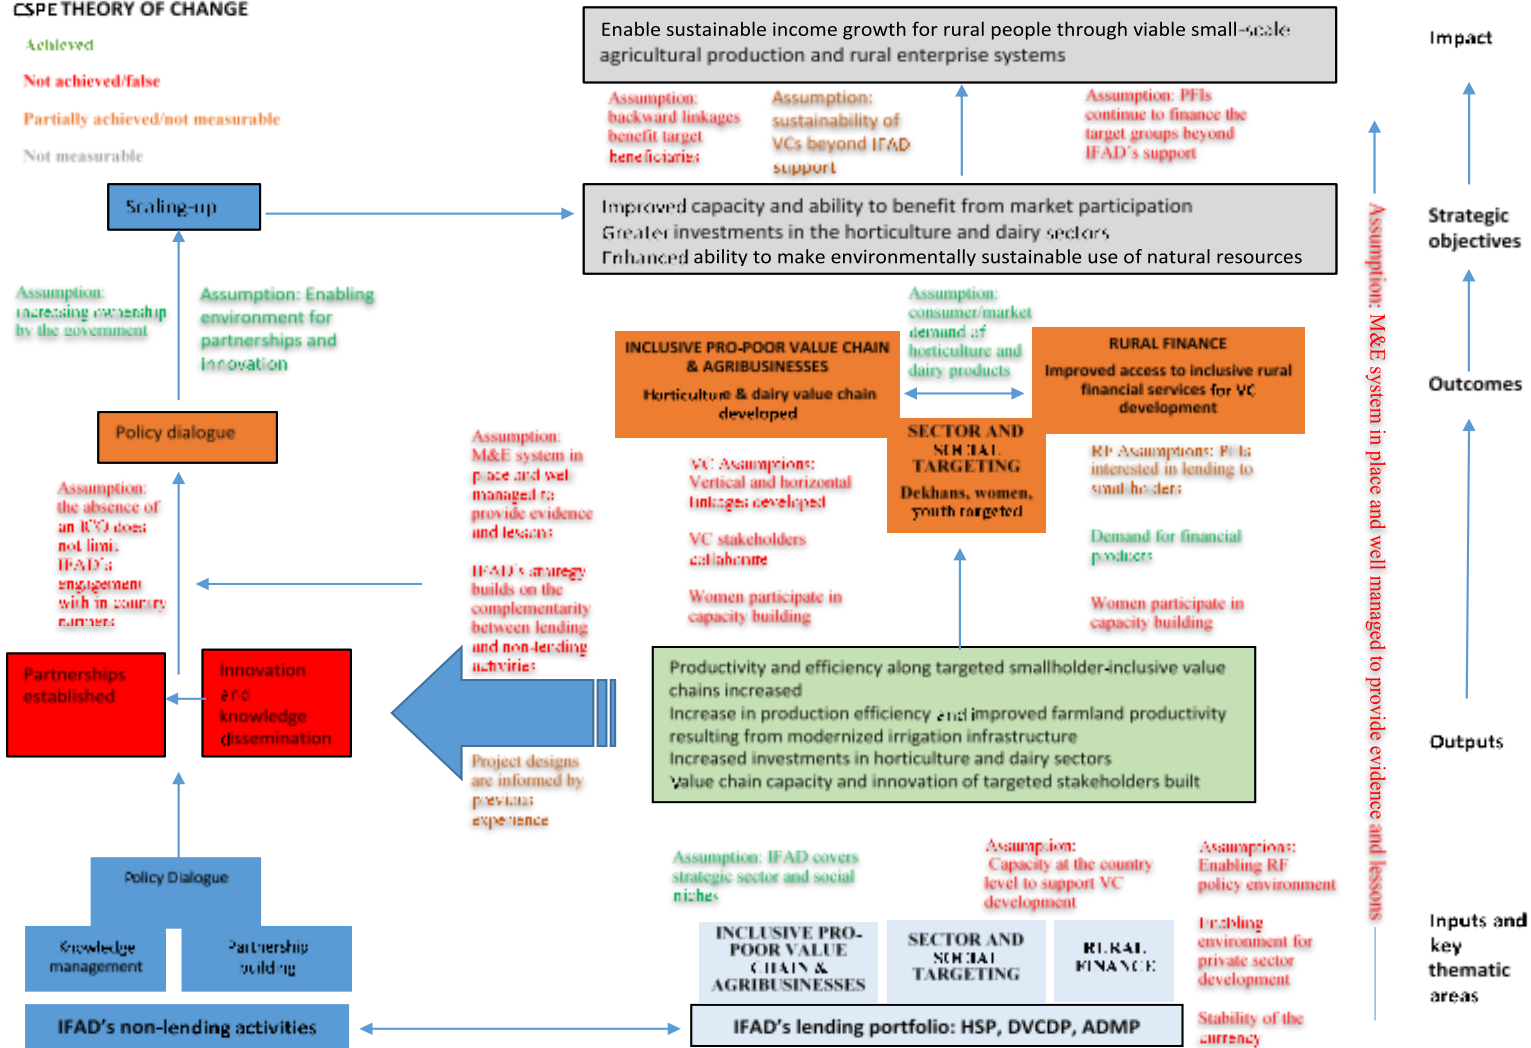 CSPE THEORY OF CHANGE
Achieved
Not achieved/false
Partially achieved/not measurable
Not measurable
Enable sustainable income growth for rural people through viable small-scale
agricultural production and rural enterprise systems
Impact
Assumption:
backward linkages
benefit target
beneficiaries
Assumption:
sustainability of
VCs beyond IFAD
support
Assumption: PFIs
continue to finance the
target groups beyond
IFAD's support
Scaling-up
Improved capacity and ability to benefit from market participation
Greater investments in the horticulture and dairy sectors
Enhanced ability to make environmentally sustainable use of natural resources
Strategic
objectives
Assumption: M&E system in place and well managed to provide evidence and lessons
Assumption:
increasing ownership
by the government
Assumption: Enabling
environment for
partnerships and
innovation
Assumption:
consumer/market
demand of
horticulture and
dairy products
INCLUSIVE PRO-POOR VALUE CHAIN
& AGRIBUSINESSES
Horticulture & dairy value chain
developed
RURAL FINANCE
Improved access to inclusive rural
financial services for VC
development
Outcomes
SECTOR AND
SOCIAL
TARGETING
Dekhans, women,
youth targeted
Policy dialogue
Assumption:
M&E system in
place and well
managed to
provide evidence
and lessons
IFAD's strategy
builds on the
complementarity
between lending
and non-lending
activities
VC Assumptions:
Vertical and horizontal
linkages developed
VC stakeholders
collaborate
Women participate in
capacity building
RF Assumptions: PFIs
interested in lending to
smallholders
Demand for financial
products
Women participate in
capacity building
Assumption:
the absence of
an ICO does
not limit
IFAD's
engagement
with in country
partners
Partnerships
established
Innovation
and
knowledge
dissemination
Productivity and efficiency along targeted smallholder-inclusive value
chains increased
Increase in production efficiency and improved farmland productivity
resulting from modernized irrigation infrastructure
Increased investments in horticulture and dairy sectors
Value chain capacity and innovation of targeted stakeholders built
Outputs
Project designs
are informed by
previous
experience
Policy Dialogue
Knowledge
management
Partnership
building
IFAD's non-lending activities
Assumption: IFAD covers
strategic sector and social
niches
Assumption:
Capacity at the country
level to support VC
development
Assumptions:
Enabling RF
policy environment
Enabling
environment for
private sector
development
Stability of the
currency
INCLUSIVE PRO-
POOR VALUE
CHAIN &
AGRIBUSINESSES
SECTOR AND
SOCIAL
TARGETING
RURAL
FINANCE
IFAD's lending portfolio: HSP, DVCDP, ADMP
Inputs and
key
thematic
areas